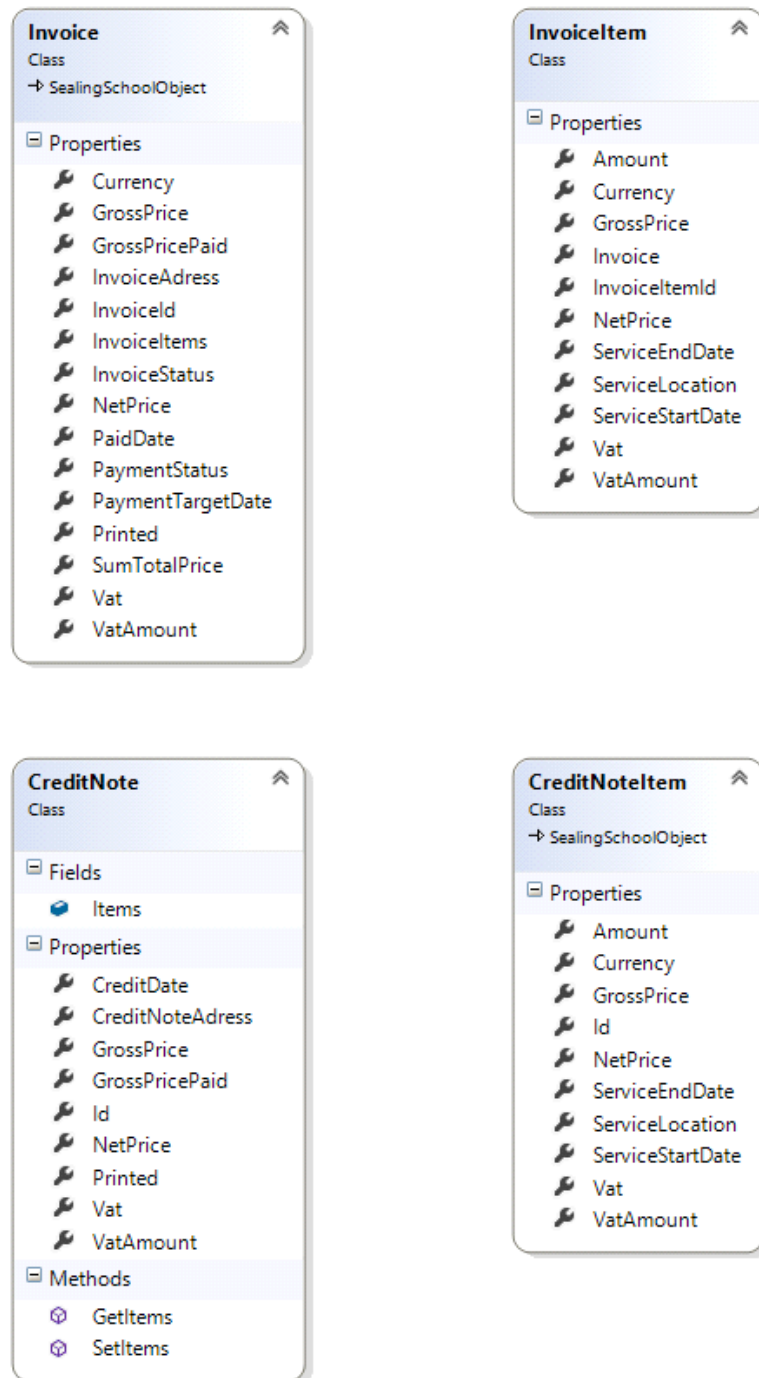 Invoice
Class
SealingSchoolObject
Properties
Currency
GrossPrice
GrossPricePaid
InvoiceAdress
InvoiceId
InvoiceItems
InvoiceStatus
NetPrice
PaidDate
PaymentStatus
PaymentTargetDate
Printed
SumTotalPrice
Vat
VatAmount
InvoiceItem
Class
Properties
Amount
Currency
GrossPrice
Invoice
InvoiceItemId
NetPrice
ServiceEndDate
ServiceLocation
ServiceStartDate
Vat
VatAmount
CreditNote
Class
Fields
Items
Properties
CreditDate
CreditNoteAdress
GrossPrice
GrossPricePaid
Id
NetPrice
Printed
Vat
VatAmount
Methods
GetItems
SetItems
CreditNoteItem
Class
SealingSchoolObject
Properties
Amount
Currency
GrossPrice
Id
NetPrice
ServiceEndDate
ServiceLocation
ServiceStartDate
Vat
VatAmount